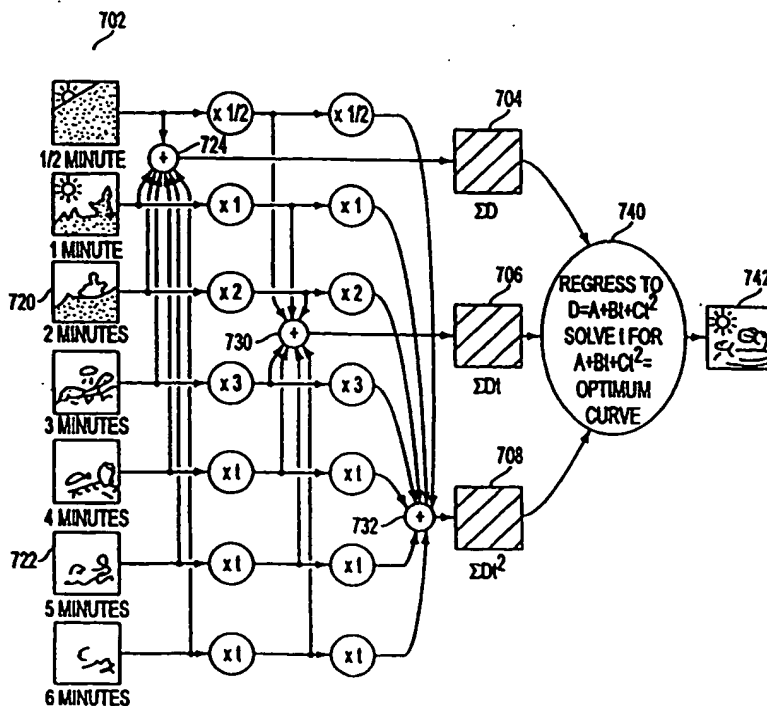 702
1/2 MINUTE
x 1/2
x 1/2
+
724
704
ΣD
1 MINUTE
x 1
x 1
720
2 MINUTES
x 2
x 2
730
+
706
ΣDt
740
REGRESS TO
D=A+Bt+Ct²
SOLVE t FOR
A+Bt+Ct²=
OPTIMUM
CURVE
742
3 MINUTES
x 3
x 3
4 MINUTES
x t
x t
732
+
708
ΣDt²
722
5 MINUTES
x t
x t
6 MINUTES
x t
x t